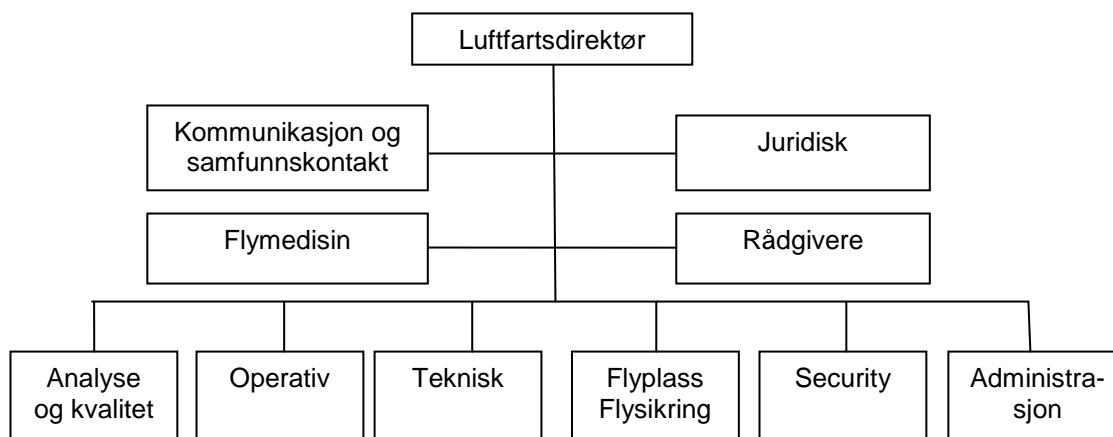 Luftfartsdirektør
Kommunikasjon og
samfunnskontakt
Juridisk
Flymedisin
Rådgivere
Analyse
og kvalitet
Operativ
Teknisk
Flyplass
Flysikring
Security
Administra-
sjon